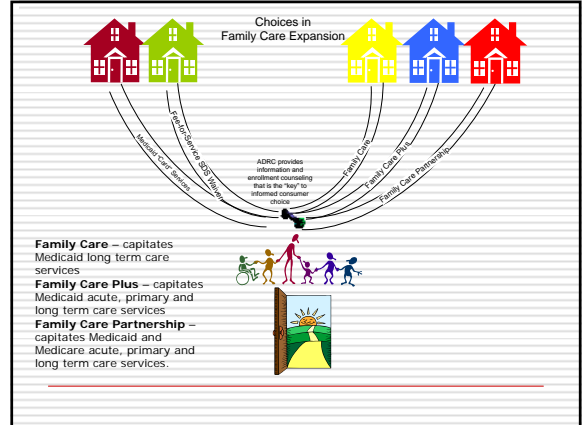 Choices in
Family Care Expansion
Medicaid "Card" Services
Fee-for-Service SDS Waiver
ADRC provides
information and
enrollment counseling
that is the "key" to
informed consumer
choice
Family Care
Family Care Plus
Family Care Partnership
Family Care – capitates
Medicaid long term care
services
Family Care Plus – capitates
Medicaid acute, primary and
long term care services
Family Care Partnership –
capitates Medicaid and
Medicare acute, primary and
long term care services.